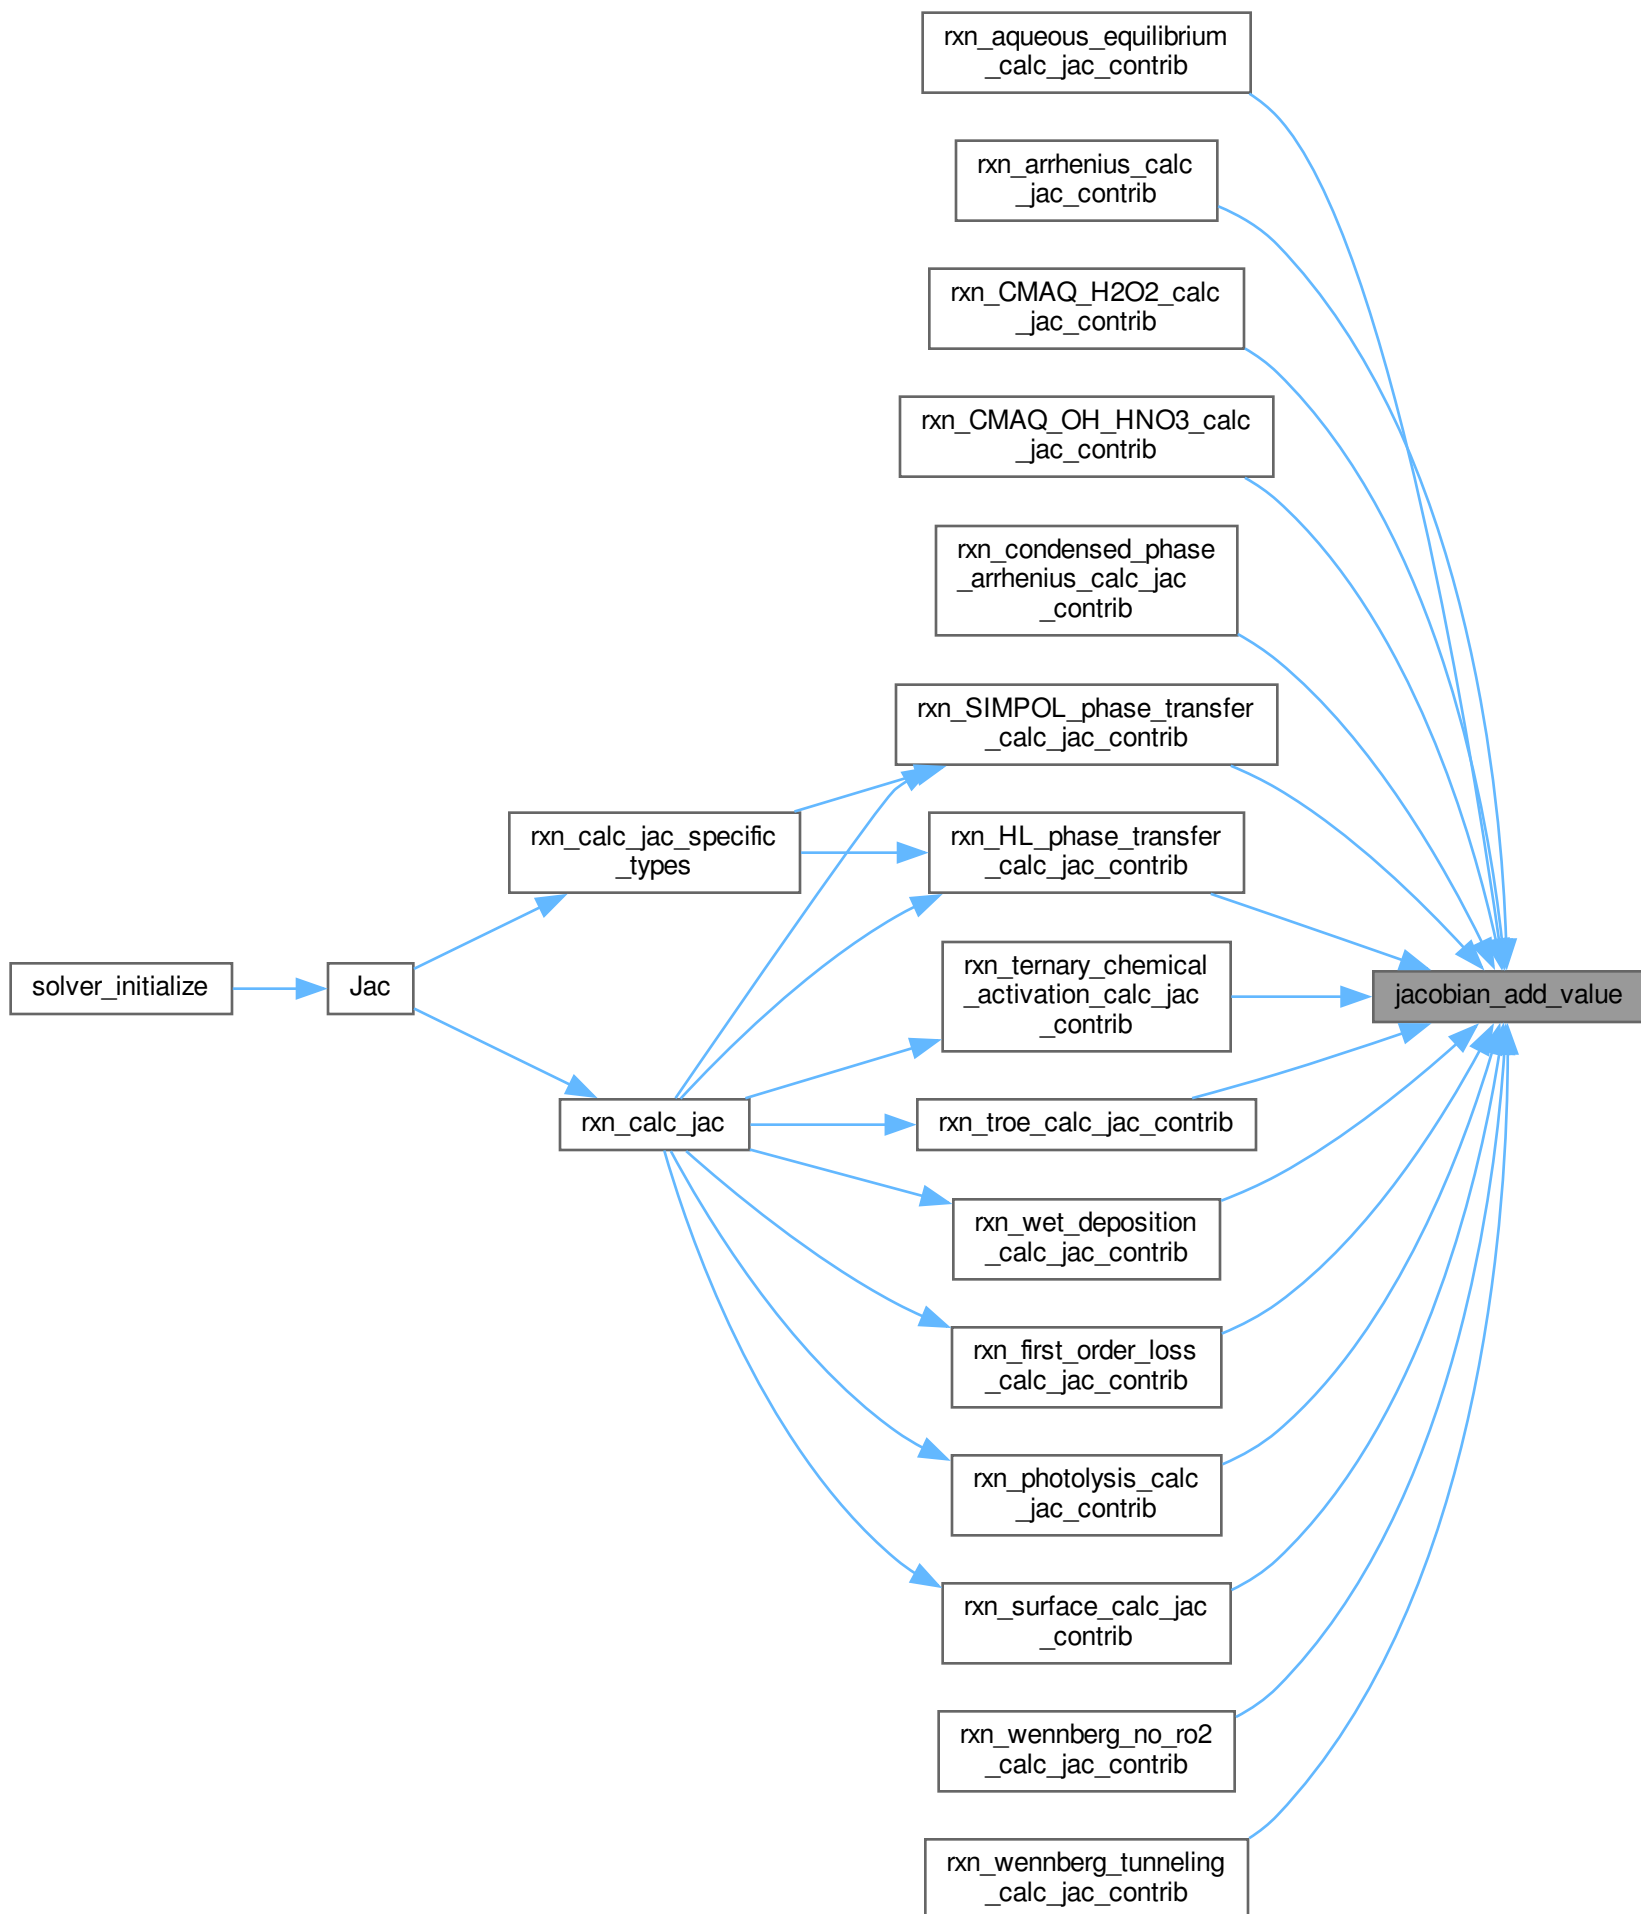 rxn_aqueous_equilibrium
_calc_jac_contrib
rxn_arrhenius_calc
_jac_contrib
rxn_CMAQ_H2O2_calc
_jac_contrib
rxn_CMAQ_OH_HNO3_calc
_jac_contrib
rxn_condensed_phase
_arrhenius_calc_jac
_contrib
rxn_SIMPOL_phase_transfer
_calc_jac_contrib
rxn_calc_jac_specific
_types
rxn_HL_phase_transfer
_calc_jac_contrib
solver_initialize
Jac
rxn_ternary_chemical
_activation_calc_jac
_contrib
jacobian_add_value
rxn_calc_jac
rxn_troe_calc_jac_contrib
rxn_wet_deposition
_calc_jac_contrib
rxn_first_order_loss
_calc_jac_contrib
rxn_photolysis_calc
_jac_contrib
rxn_surface_calc_jac
_contrib
rxn_wennberg_no_ro2
_calc_jac_contrib
rxn_wennberg_tunneling
_calc_jac_contrib